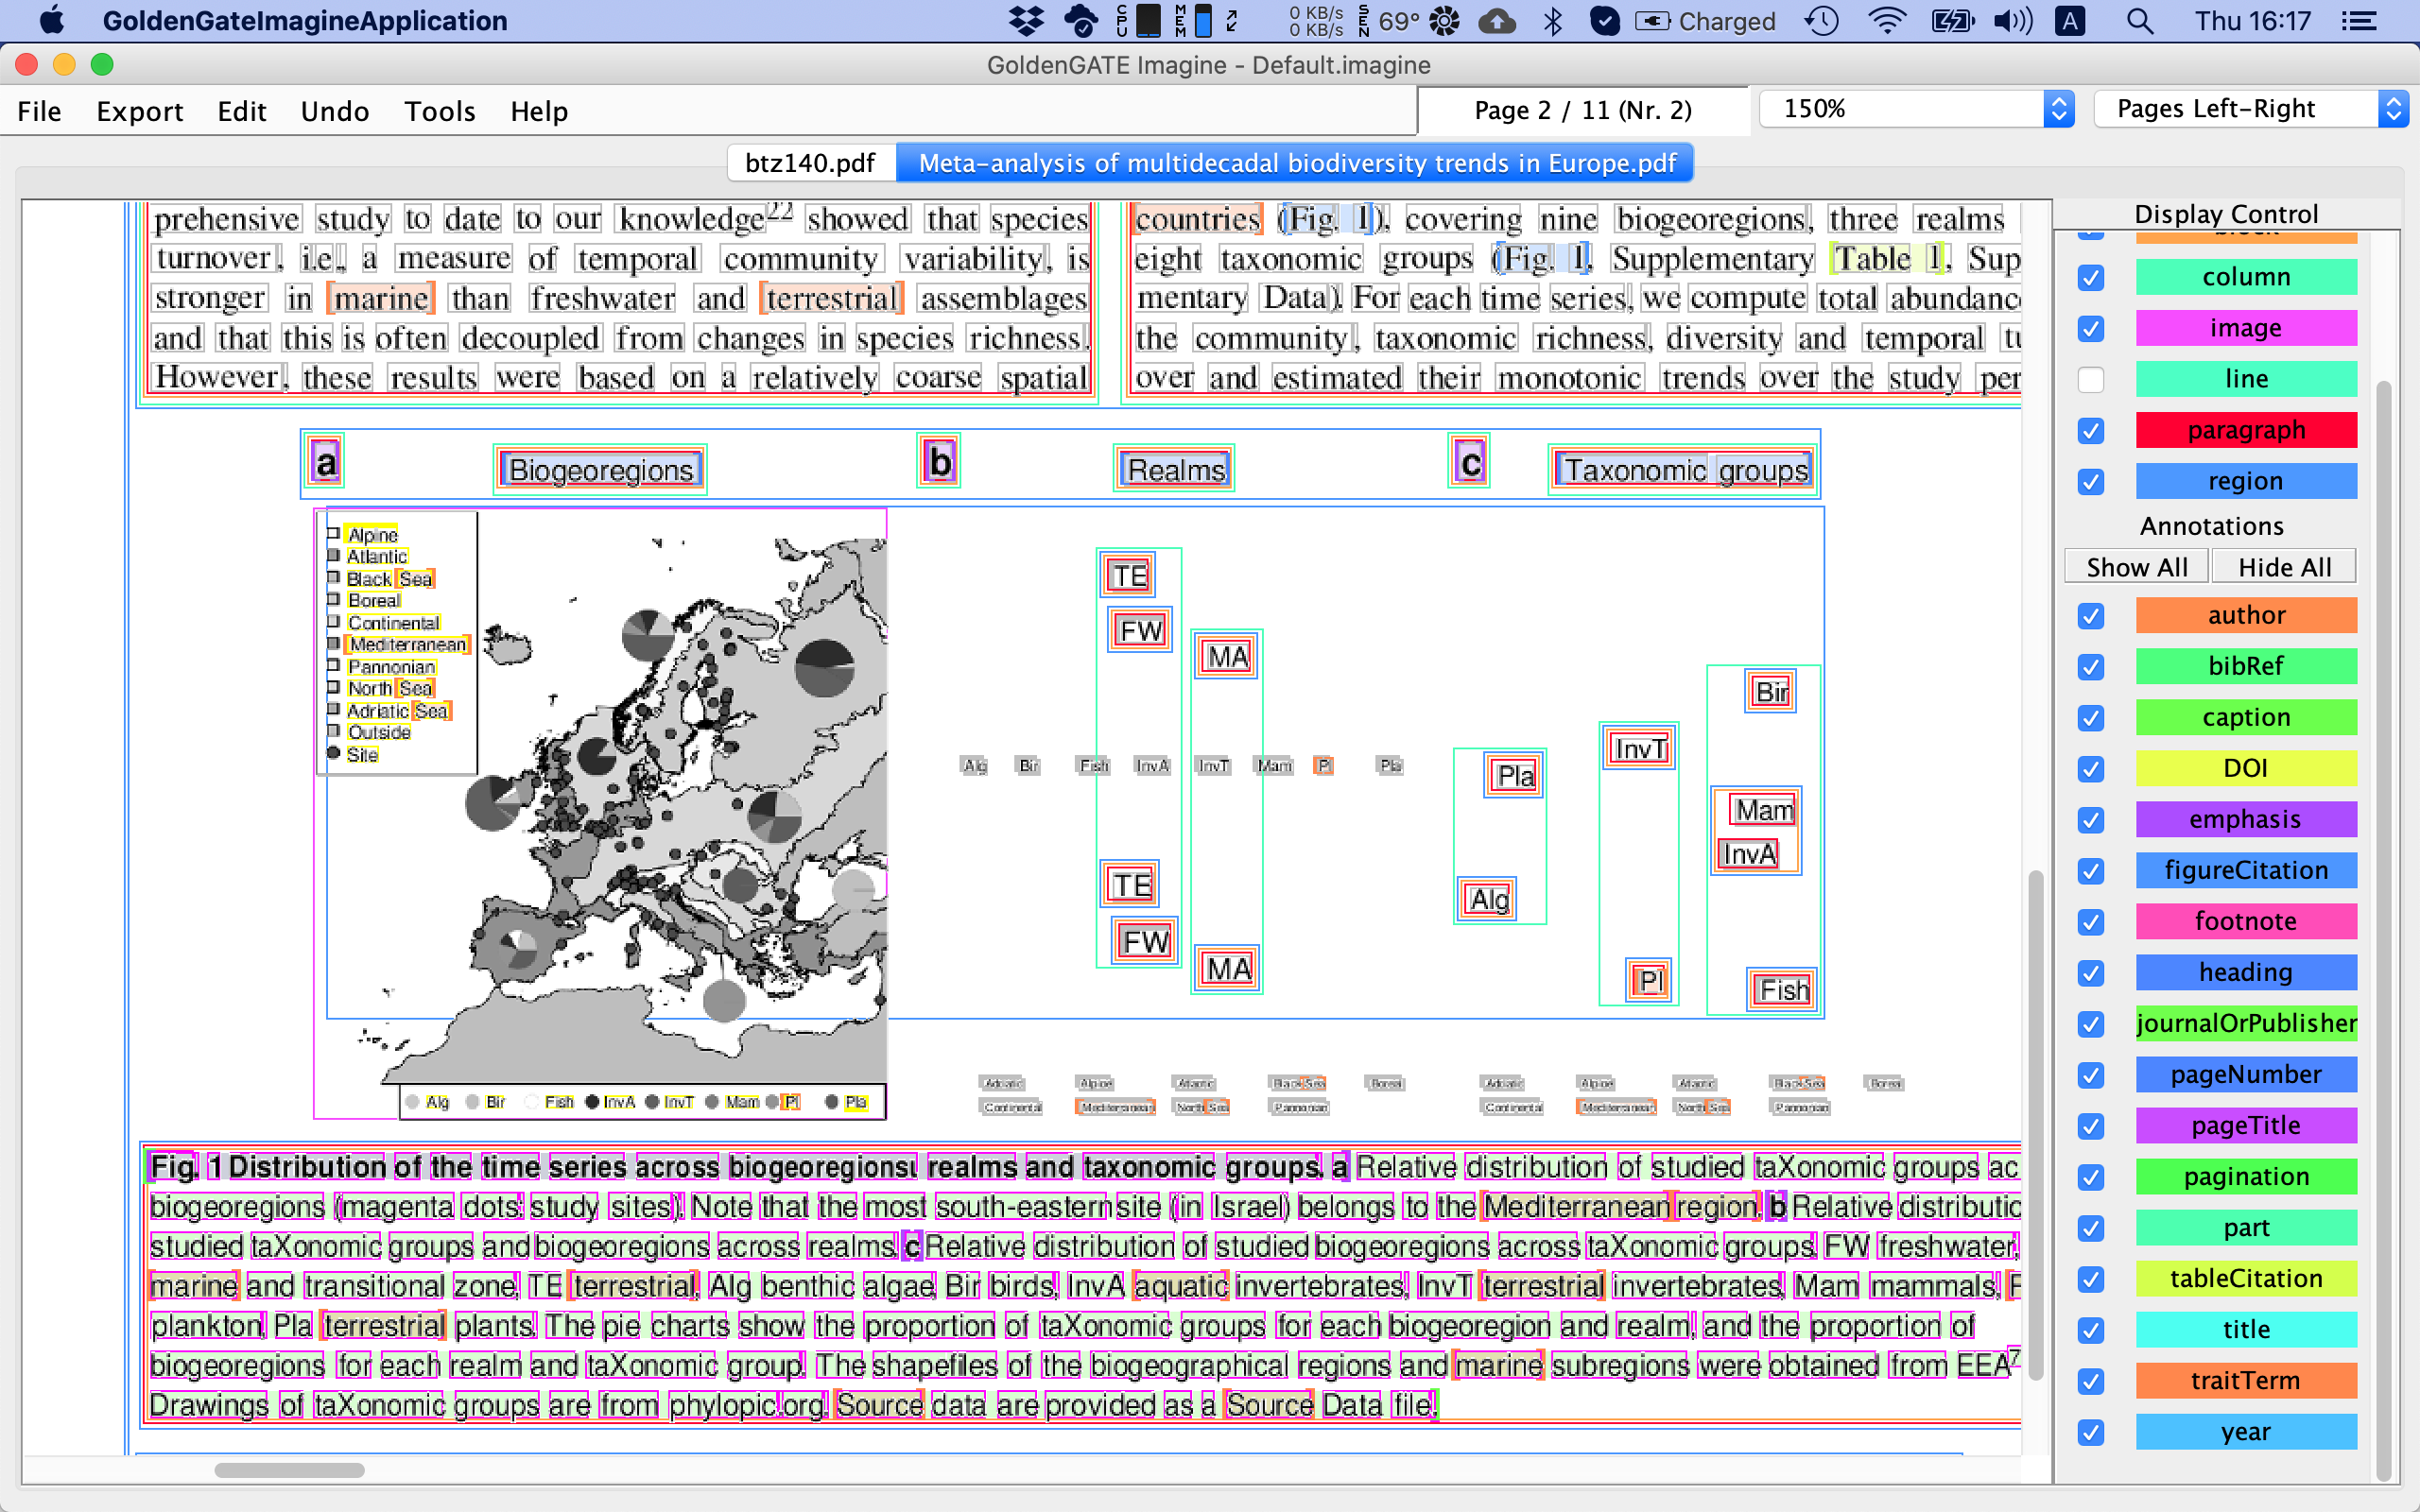 GoldenGateImagineApplication
CPU
MEM
0 KB/s
0 KB/s
SEN
69°
Charged
A
Thu 16:17
GoldenGATE Imagine - Default.imagine
File Export Edit Undo Tools Help
Page 2 / 11 (Nr. 2)
150%
Pages Left-Right
btz140.pdf
Meta-analysis of multidecadal biodiversity trends in Europe.pdf
prehensive study to date to our knowledge22 showed that species
turnover, i.e., a measure of temporal community variability, is
stronger in marine than freshwater and terrestrial assemblages
and that this is often decoupled from changes in species richness.
However, these results were based on a relatively coarse spatial
countries (Fig. 1), covering nine biogeoregions, three realms
eight taxonomic groups (Fig. 1, Supplementary Table 1, Sup
mentary Data). For each time series, we compute total abundanc
the community, taxonomic richness, diversity and temporal tu
over and estimated their monotonic trends over the study per
a Biogeoregions
b Realms
c Taxonomic groups
Alpine
Atlantic
Black Sea
Boreal
Continental
Mediterranean
Pannonian
North Sea
Adriatic Sea
Outside
Site
Alg Bir Fish InvA InvT Mam Pl Pla
TE
FW
MA
Alg Bir Fish InvA InvT Mam Pl Pla
TE
FW
MA
Bir
InvT
Pla
Mam
InvA
Alg
Pl
Fish
Adriatic Alpine Atlantic Black Sea Boreal
Continental Mediterranean North Sea Pannonian
Adriatic Alpine Atlantic Black Sea Boreal
Continental Mediterranean North Sea Pannonian
Fig. 1 Distribution of the time series across biogeoregions, realms and taxonomic groups. a Relative distribution of studied taXonomic groups ac
biogeoregions (magenta dots: study sites). Note that the most south-eastern site (in Israel) belongs to the Mediterranean region. b Relative distributic
studied taXonomic groups and biogeoregions across realms. c Relative distribution of studied biogeoregions across taXonomic groups. FW freshwater,
marine and transitional zone, TE terrestrial, Alg benthic algae, Bir birds, InvA aquatic invertebrates, InvT terrestrial invertebrates, Mam mammals, P
plankton, Pla terrestrial plants. The pie charts show the proportion of taXonomic groups for each biogeoregion and realm, and the proportion of
biogeoregions for each realm and taXonomic group. The shapefiles of the biogeographical regions and marine subregions were obtained from EEA7
Drawings of taXonomic groups are from phylopic.org. Source data are provided as a Source Data file.
Display Control
block
column
image
line
paragraph
region
Annotations
Show All Hide All
author
bibRef
caption
DOI
emphasis
figureCitation
footnote
heading
journalOrPublisher
pageNumber
pageTitle
pagination
part
tableCitation
title
traitTerm
year